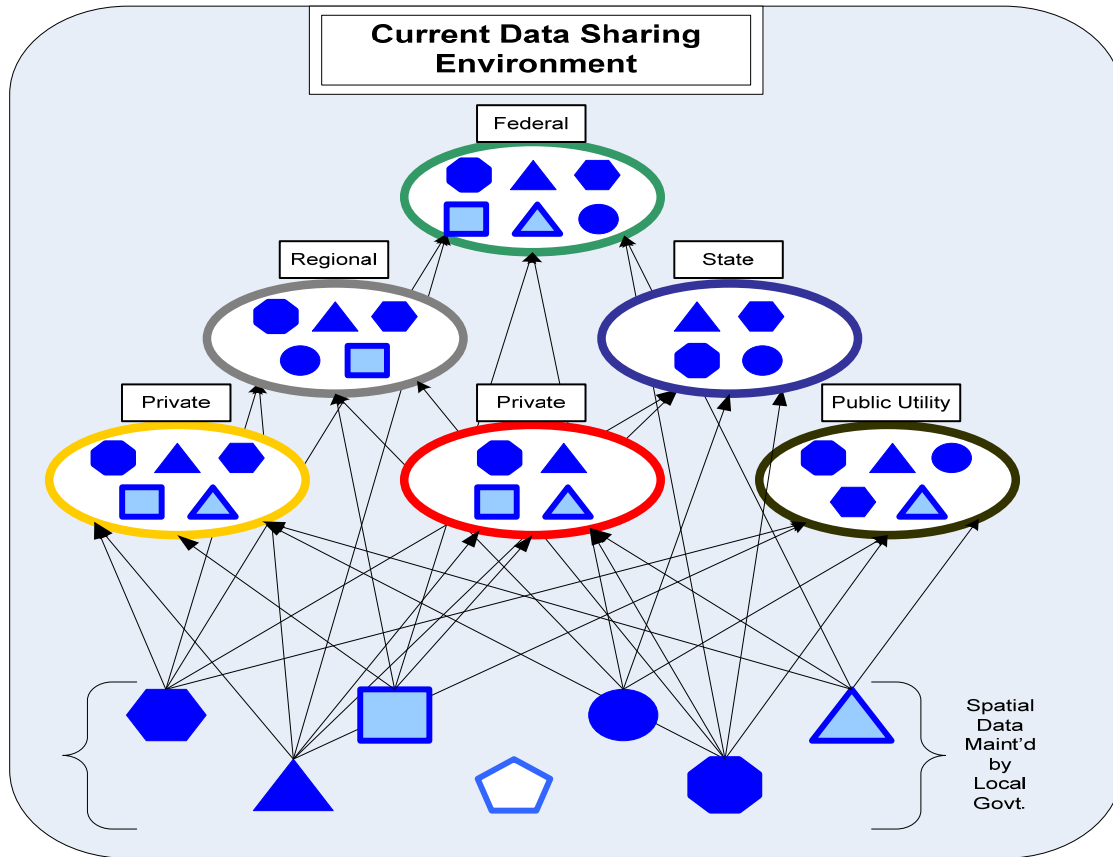 Current Data Sharing
Environment
Federal
Regional
State
Private
Private
Public Utility
Spatial
Data
Maint'd
by
Local
Govt.